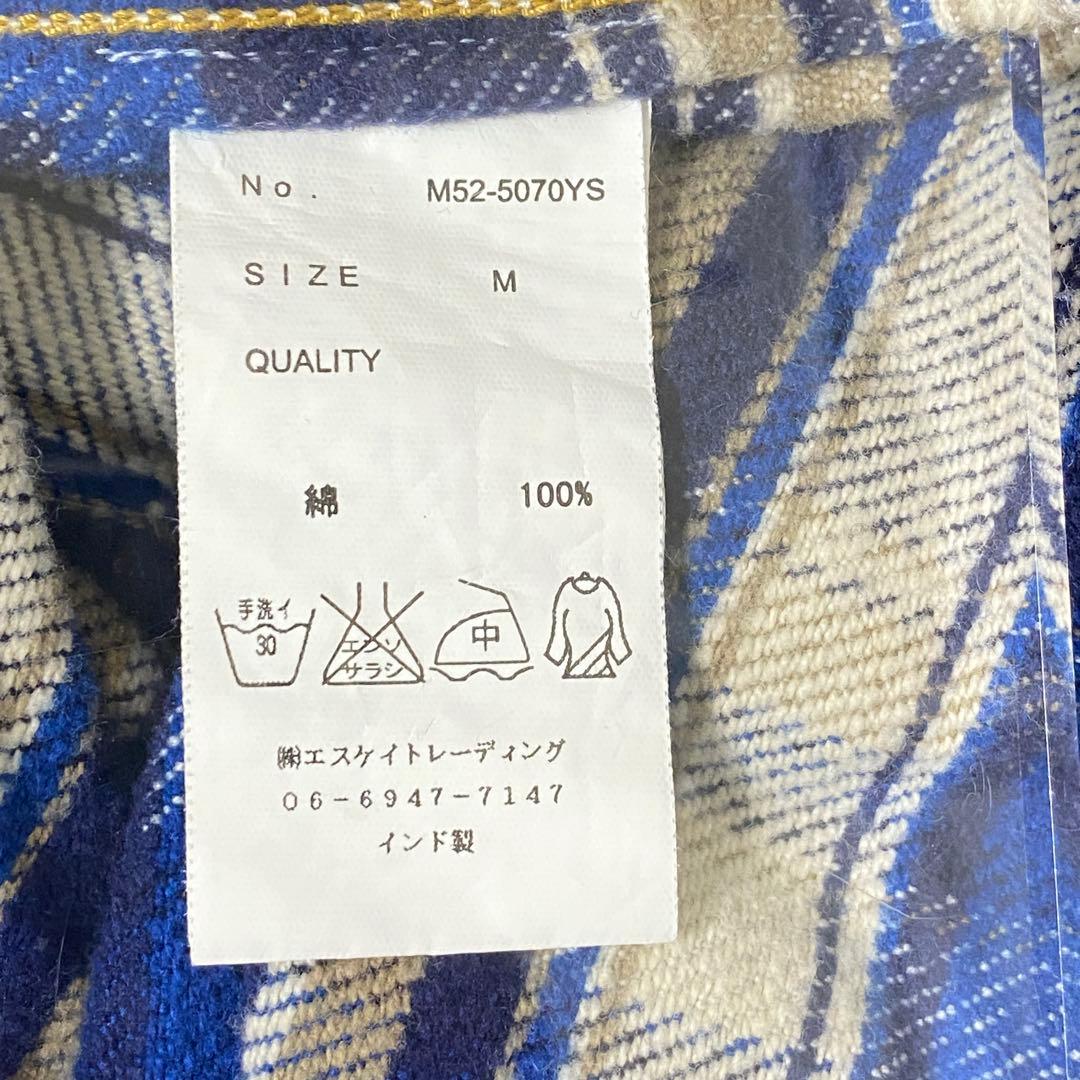 No. M52-5070YS
SIZE M
QUALITY
綿 100%
手洗イ
30
エンソ
サラシ
中
㈱エスケイトレーディング
06-6947-7147
インド製